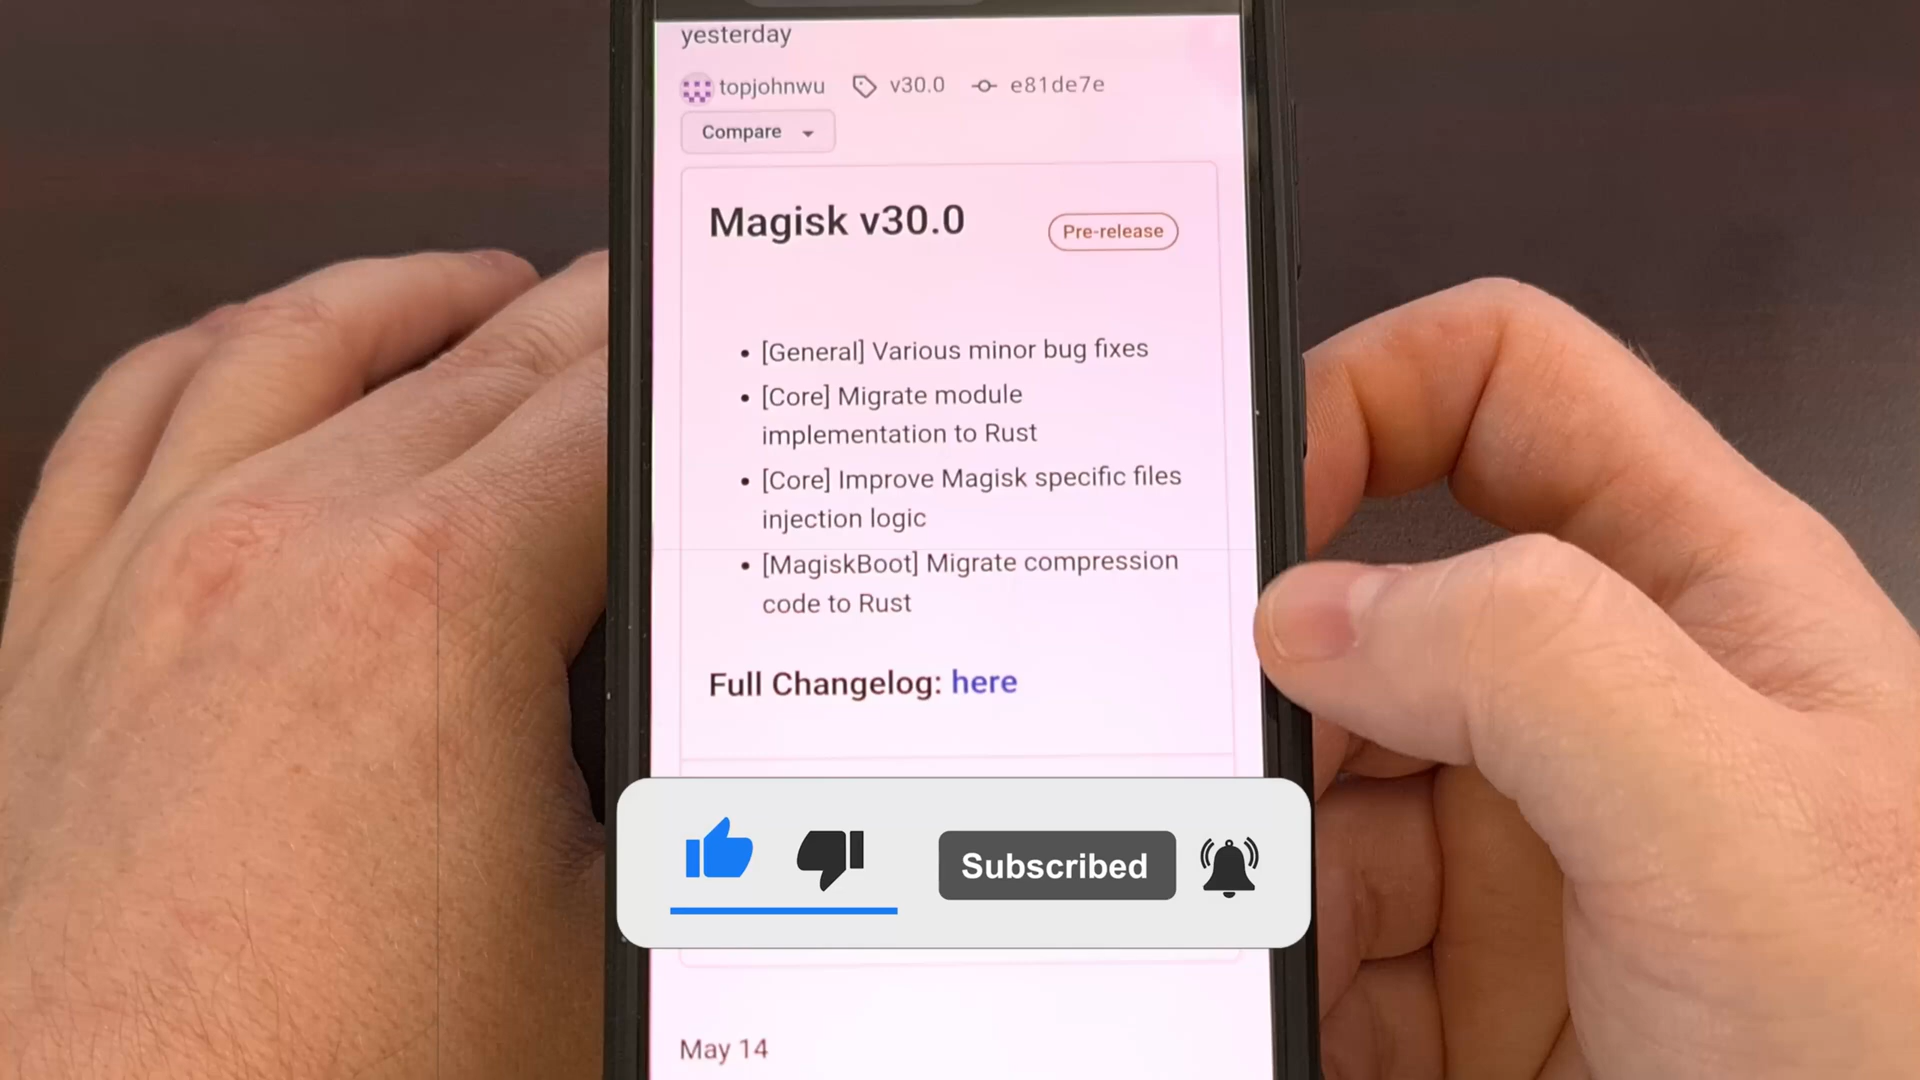 yesterday
topjohnwu v30.0 e81de7e
Compare
Magisk v30.0
Pre-release
• [General] Various minor bug fixes
• [Core] Migrate module
implementation to Rust
• [Core] Improve Magisk specific files
injection logic
• [MagiskBoot] Migrate compression
code to Rust
Full Changelog: here
Subscribed
May 14